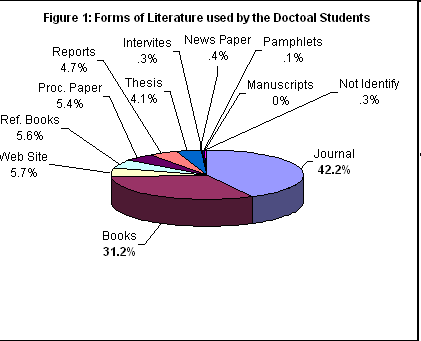 Figure 1: Forms of Literature used by the Doctoal Students
Intervites
.3%
News Paper
.4%
Pamphlets
.1%
Reports
4.7%
Thesis
4.1%
Manuscripts
0%
Not Identify
.3%
Proc. Paper
5.4%
Ref. Books
5.6%
Web Site
5.7%
Journal
42.2%
Books
31.2%